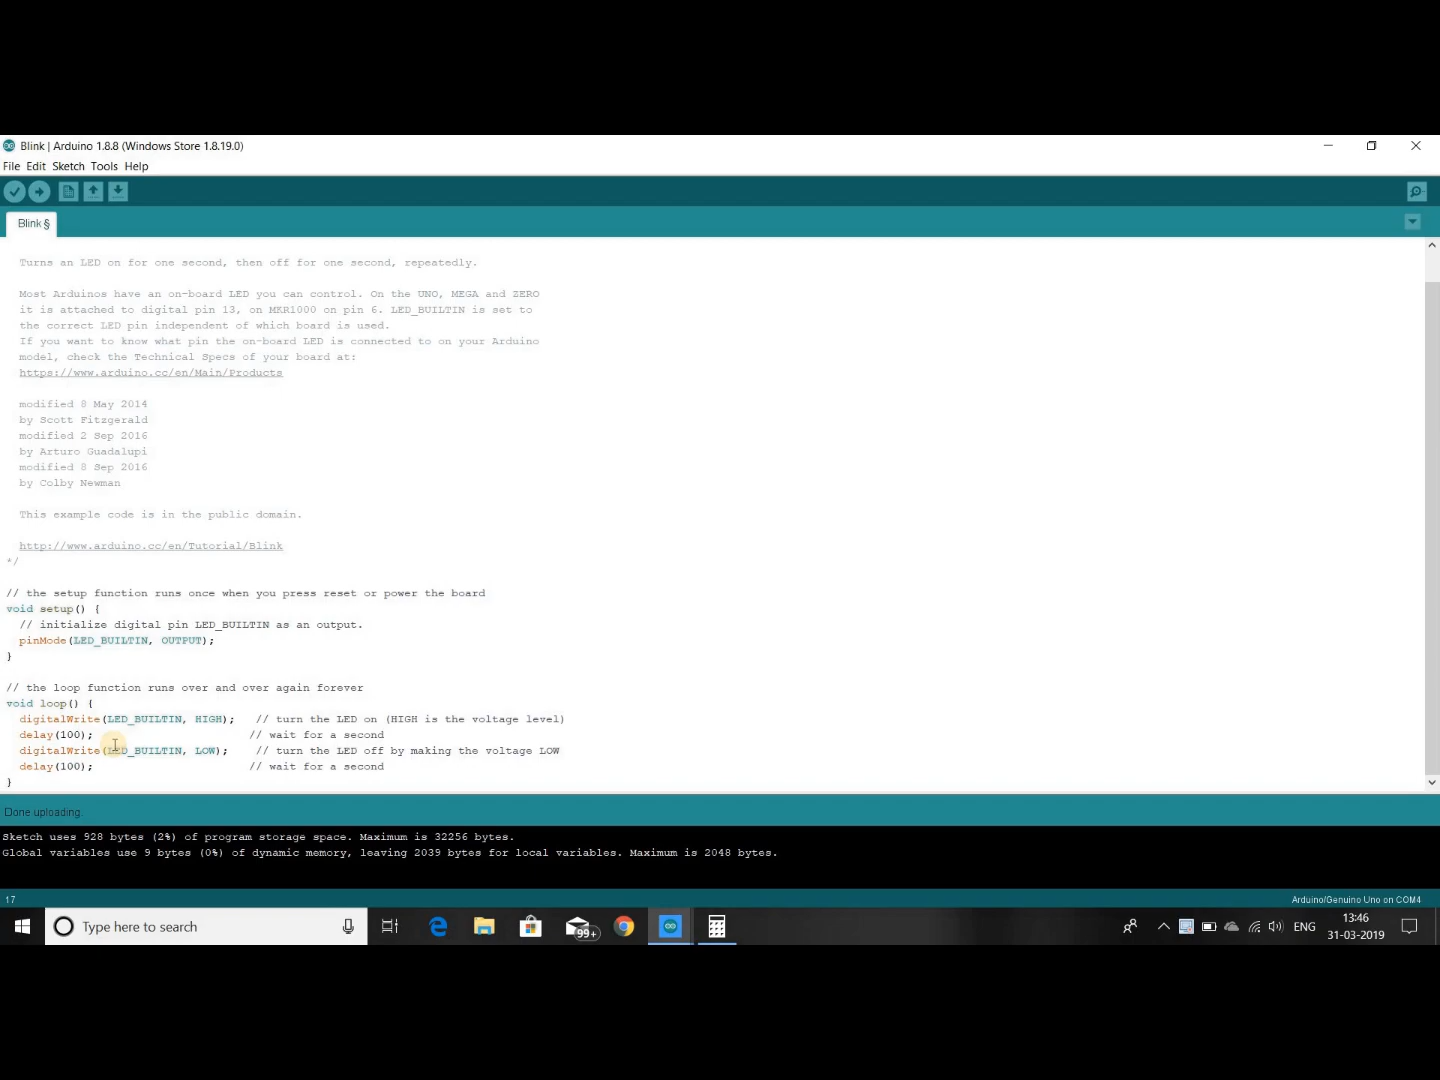 Blink | Arduino 1.8.8 (Windows Store 1.8.19.0)
File Edit Sketch Tools Help
Blink §
Turns an LED on for one second, then off for one second, repeatedly.
Most Arduinos have an on-board LED you can control. On the UNO, MEGA and ZERO
it is attached to digital pin 13, on MKR1000 on pin 6. LED_BUILTIN is set to
the correct LED pin independent of which board is used.
If you want to know what pin the on-board LED is connected to on your Arduino
model, check the Technical Specs of your board at:
https://www.arduino.cc/en/Main/Products
modified 8 May 2014
by Scott Fitzgerald
modified 2 Sep 2016
by Arturo Guadalupi
modified 8 Sep 2016
by Colby Newman
This example code is in the public domain.
http://www.arduino.cc/en/Tutorial/Blink
*/
// the setup function runs once when you press reset or power the board
void setup() {
// initialize digital pin LED_BUILTIN as an output.
pinMode(LED_BUILTIN, OUTPUT);
}
// the loop function runs over and over again forever
void loop() {
digitalWrite(LED_BUILTIN, HIGH); // turn the LED on (HIGH is the voltage level)
delay(100); // wait for a second
digitalWrite(LED_BUILTIN, LOW); // turn the LED off by making the voltage LOW
delay(100); // wait for a second
}
Done uploading.
Sketch uses 928 bytes (2%) of program storage space. Maximum is 32256 bytes.
Global variables use 9 bytes (0%) of dynamic memory, leaving 2039 bytes for local variables. Maximum is 2048 bytes.
17 Arduino/Genuino Uno on COM4
Type here to search 99+ ENG 13:46
31-03-2019